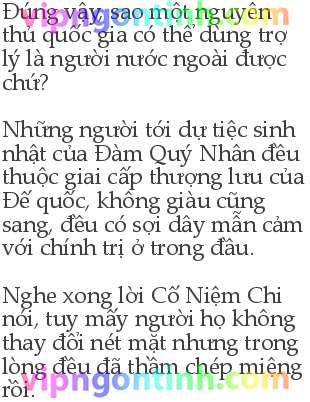 Đúng vậy, sao một nguyên
thủ quốc gia có thể dùng trợ
lý là người nước ngoài được
chứ?

Những người tới dự tiệc sinh
nhật của Đàm Quý Nhân đều
thuộc giai cấp thượng lưu của
Đế quốc, không giàu cũng
sang, đều có sợi dây mẫn cảm
với chính trị ở trong đầu.

Nghe xong lời Cố Niệm Chi
nói, tuy mấy người họ không
thay đổi nét mặt nhưng trong
lòng đều đã thầm chép miệng
rồi.
vipngontinh.com
vipngontinh.com